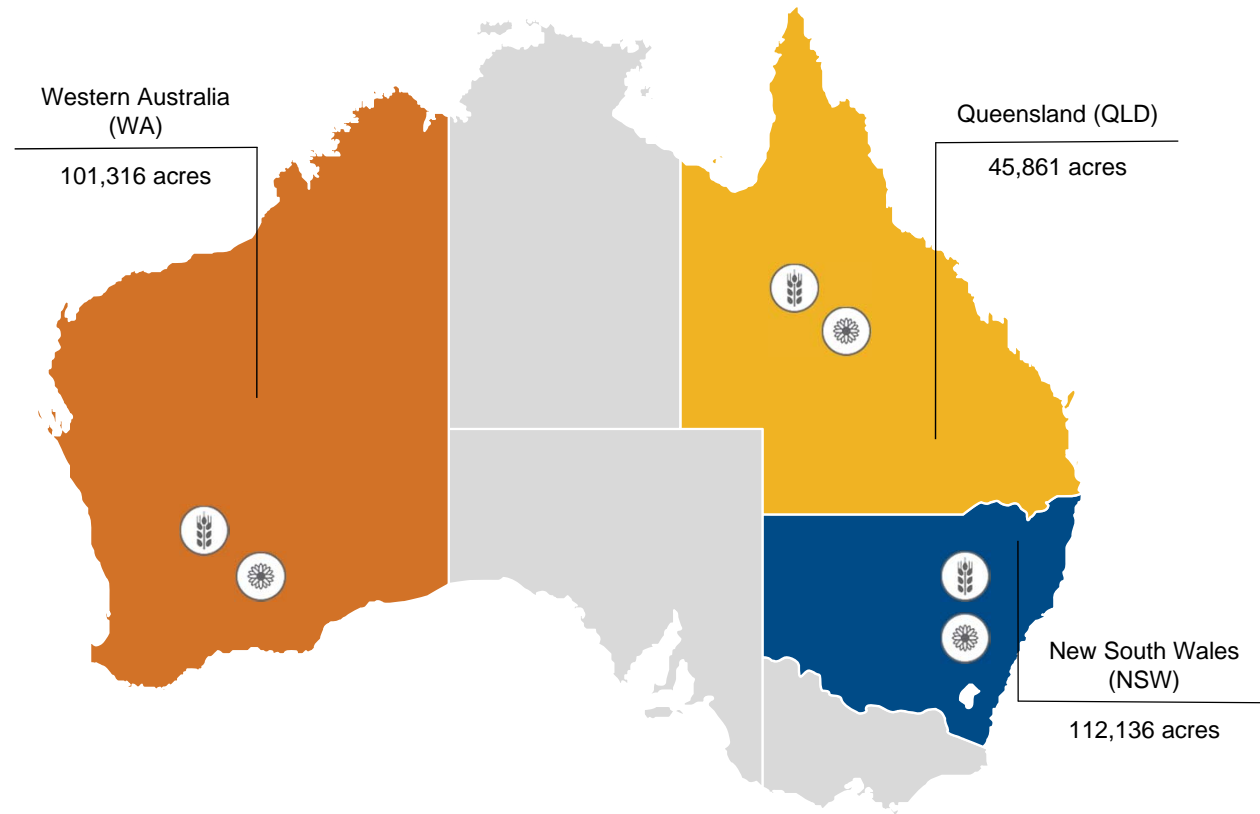 Western Australia
(WA)
101,316 acres
Queensland (QLD)
45,861 acres
New South Wales
(NSW)
112,136 acres